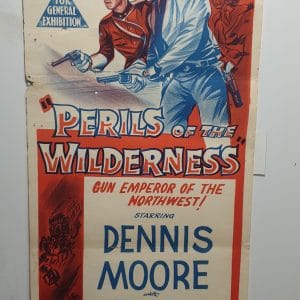 FOR
GENERAL
EXHIBITION
"PERILS OF THE
WILDERNESS"
GUN EMPEROR OF THE
NORTHWEST!
STARRING
DENNIS
MOORE